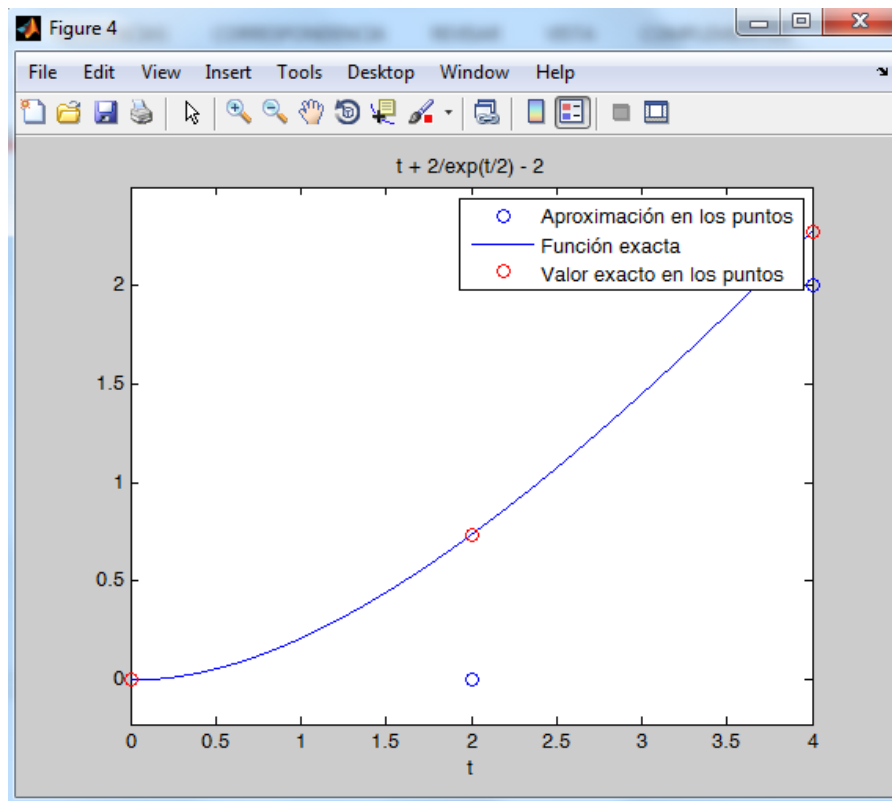 Figure 4
File Edit View Insert Tools Desktop Window Help
t + 2/exp(t/2) - 2
Aproximación en los puntos
Función exacta
Valor exacto en los puntos
2
1.5
1
0.5
0
0 0.5 1 1.5 2 2.5 3 3.5 4
t